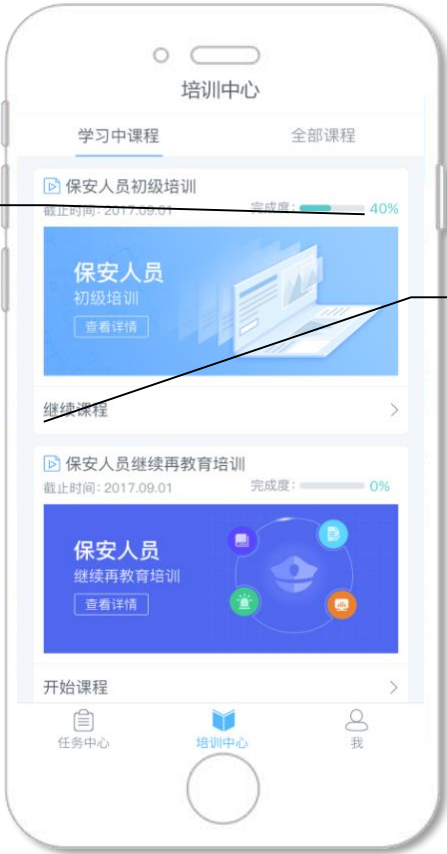 培训中心
学习中课程 全部课程
保安人员初级培训
截止时间：2017.09.01 完成度： 40%
保安人员
初级培训
查看详情
继续课程
保安人员继续再教育培训
截止时间：2017.09.01 完成度： 0%
保安人员
继续再教育培训
查看详情
开始课程
任务中心 培训中心 我